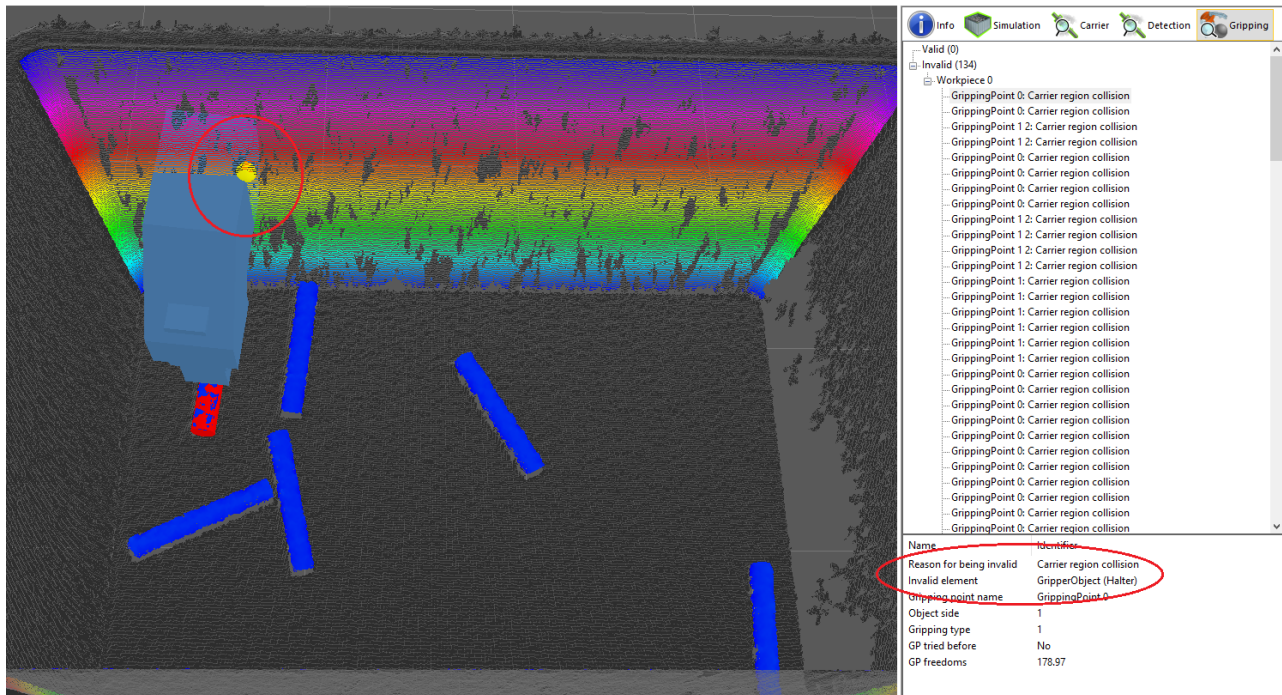 Info Simulation Carrier Detection Gripping
Valid (0)
Invalid (134)
Workpiece 0
GrippingPoint 0: Carrier region collision
GrippingPoint 0: Carrier region collision
GrippingPoint 1 2: Carrier region collision
GrippingPoint 1 2: Carrier region collision
GrippingPoint 0: Carrier region collision
GrippingPoint 0: Carrier region collision
GrippingPoint 0: Carrier region collision
GrippingPoint 0: Carrier region collision
GrippingPoint 1 2: Carrier region collision
GrippingPoint 1 2: Carrier region collision
GrippingPoint 1 2: Carrier region collision
GrippingPoint 1 2: Carrier region collision
GrippingPoint 1: Carrier region collision
GrippingPoint 1: Carrier region collision
GrippingPoint 1: Carrier region collision
GrippingPoint 1: Carrier region collision
GrippingPoint 1: Carrier region collision
GrippingPoint 1: Carrier region collision
GrippingPoint 0: Carrier region collision
GrippingPoint 0: Carrier region collision
GrippingPoint 0: Carrier region collision
GrippingPoint 0: Carrier region collision
GrippingPoint 0: Carrier region collision
GrippingPoint 0: Carrier region collision
GrippingPoint 0: Carrier region collision
GrippingPoint 0: Carrier region collision
GrippingPoint 0: Carrier region collision
GrippingPoint 0: Carrier region collision
GrippingPoint 0: Carrier region collision
Name Identifier
Reason for being invalid Carrier region collision
Invalid element GripperObject (Halter)
Gripping point name GrippingPoint 0
Object side 1
Gripping type 1
GP tried before No
GP freedoms 178.97